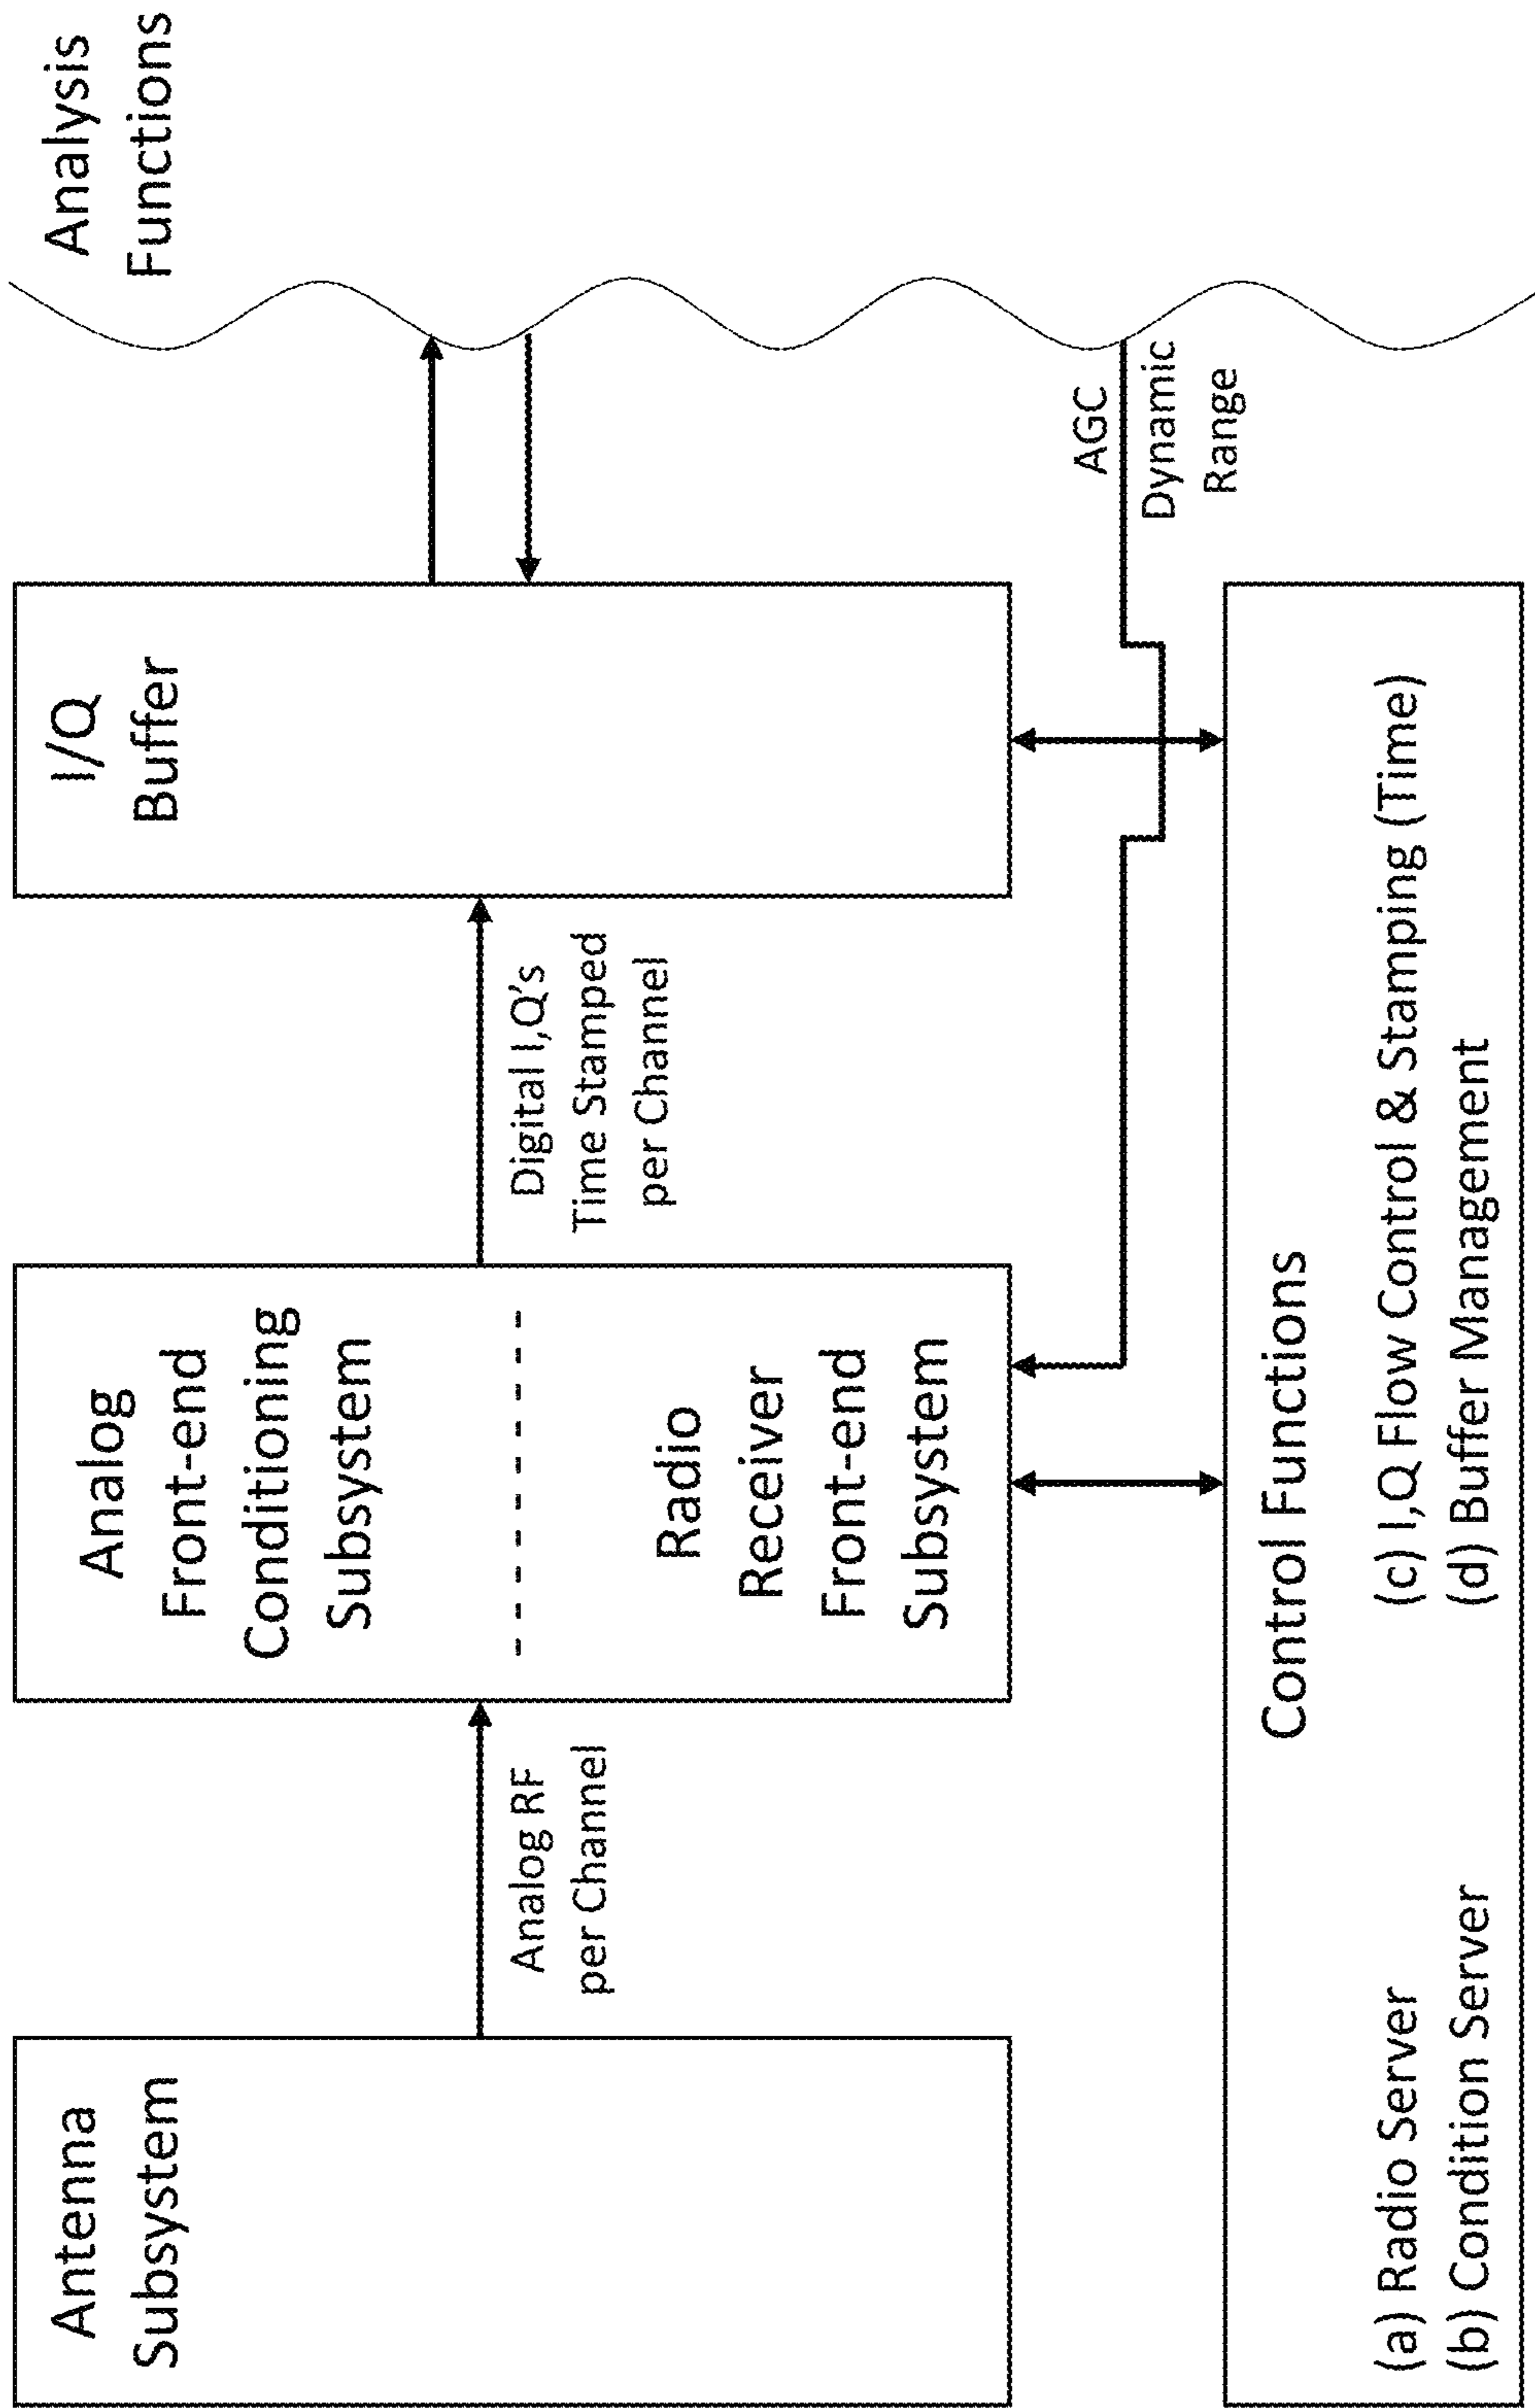 Antenna
Subsystem
Analog RF
per Channel
Analog
Front-end
Conditioning
Subsystem
Radio
Receiver
Front-end
Subsystem
Digital I,Q's
Time Stamped
per Channel
I/Q
Buffer
Analysis
Functions
AGC
Dynamic
Range
Control Functions
(a) Radio Server
(b) Condition Server
(c) I,Q Flow Control & Stamping (Time)
(d) Buffer Management